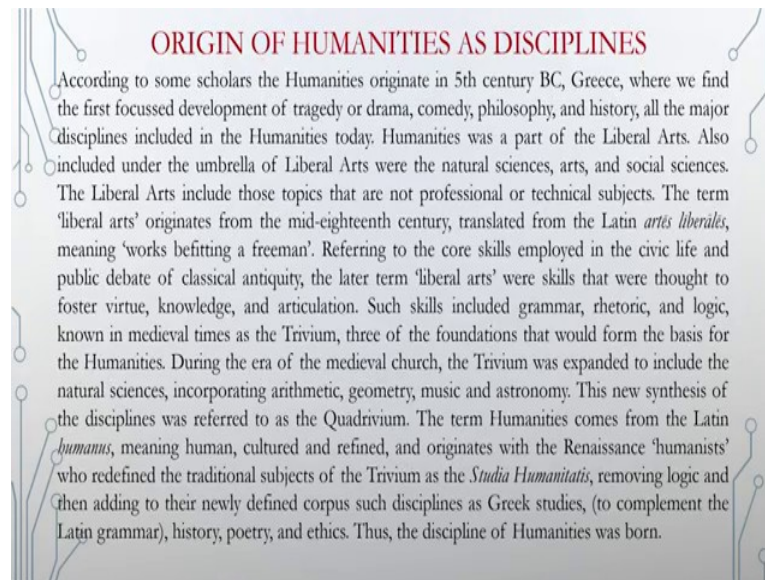 ORIGIN OF HUMANITIES AS DISCIPLINES
According to some scholars the Humanities originate in 5th century BC, Greece, where we find
the first focussed development of tragedy or drama, comedy, philosophy, and history, all the major
disciplines included in the Humanities today. Humanities was a part of the Liberal Arts. Also
included under the umbrella of Liberal Arts were the natural sciences, arts, and social sciences.
The Liberal Arts include those topics that are not professional or technical subjects. The term
‘liberal arts’ originates from the mid-eighteenth century, translated from the Latin artēs līberālēs,
meaning ‘works befitting a freeman’. Referring to the core skills employed in the civic life and
public debate of classical antiquity, the later term ‘liberal arts’ were skills that were thought to
foster virtue, knowledge, and articulation. Such skills included grammar, rhetoric, and logic,
known in medieval times as the Trivium, three of the foundations that would form the basis for
the Humanities. During the era of the medieval church, the Trivium was expanded to include the
natural sciences, incorporating arithmetic, geometry, music and astronomy. This new synthesis of
the disciplines was referred to as the Quadrivium. The term Humanities comes from the Latin
humanus, meaning human, cultured and refined, and originates with the Renaissance ‘humanists’
who redefined the traditional subjects of the Trivium as the Studia Humanitatis, removing logic and
then adding to their newly defined corpus such disciplines as Greek studies, (to complement the
Latin grammar), history, poetry, and ethics. Thus, the discipline of Humanities was born.